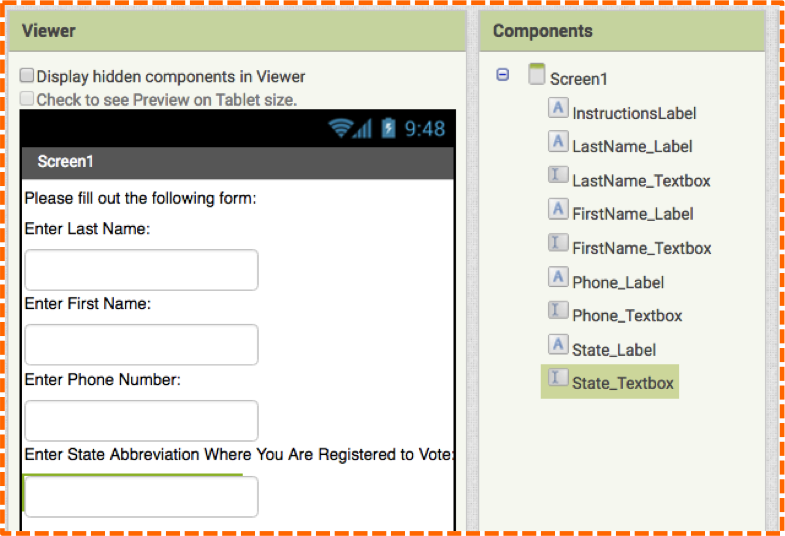 Viewer
Display hidden components in Viewer
Check to see Preview on Tablet size.
9:48
Screen1
Please fill out the following form:
Enter Last Name:
Enter First Name:
Enter Phone Number:
Enter State Abbreviation Where You Are Registered to Vote:
Components
Screen1
A InstructionsLabel
A LastName_Label
I LastName_Textbox
A FirstName_Label
I FirstName_Textbox
A Phone_Label
I Phone_Textbox
A State_Label
I State_Textbox